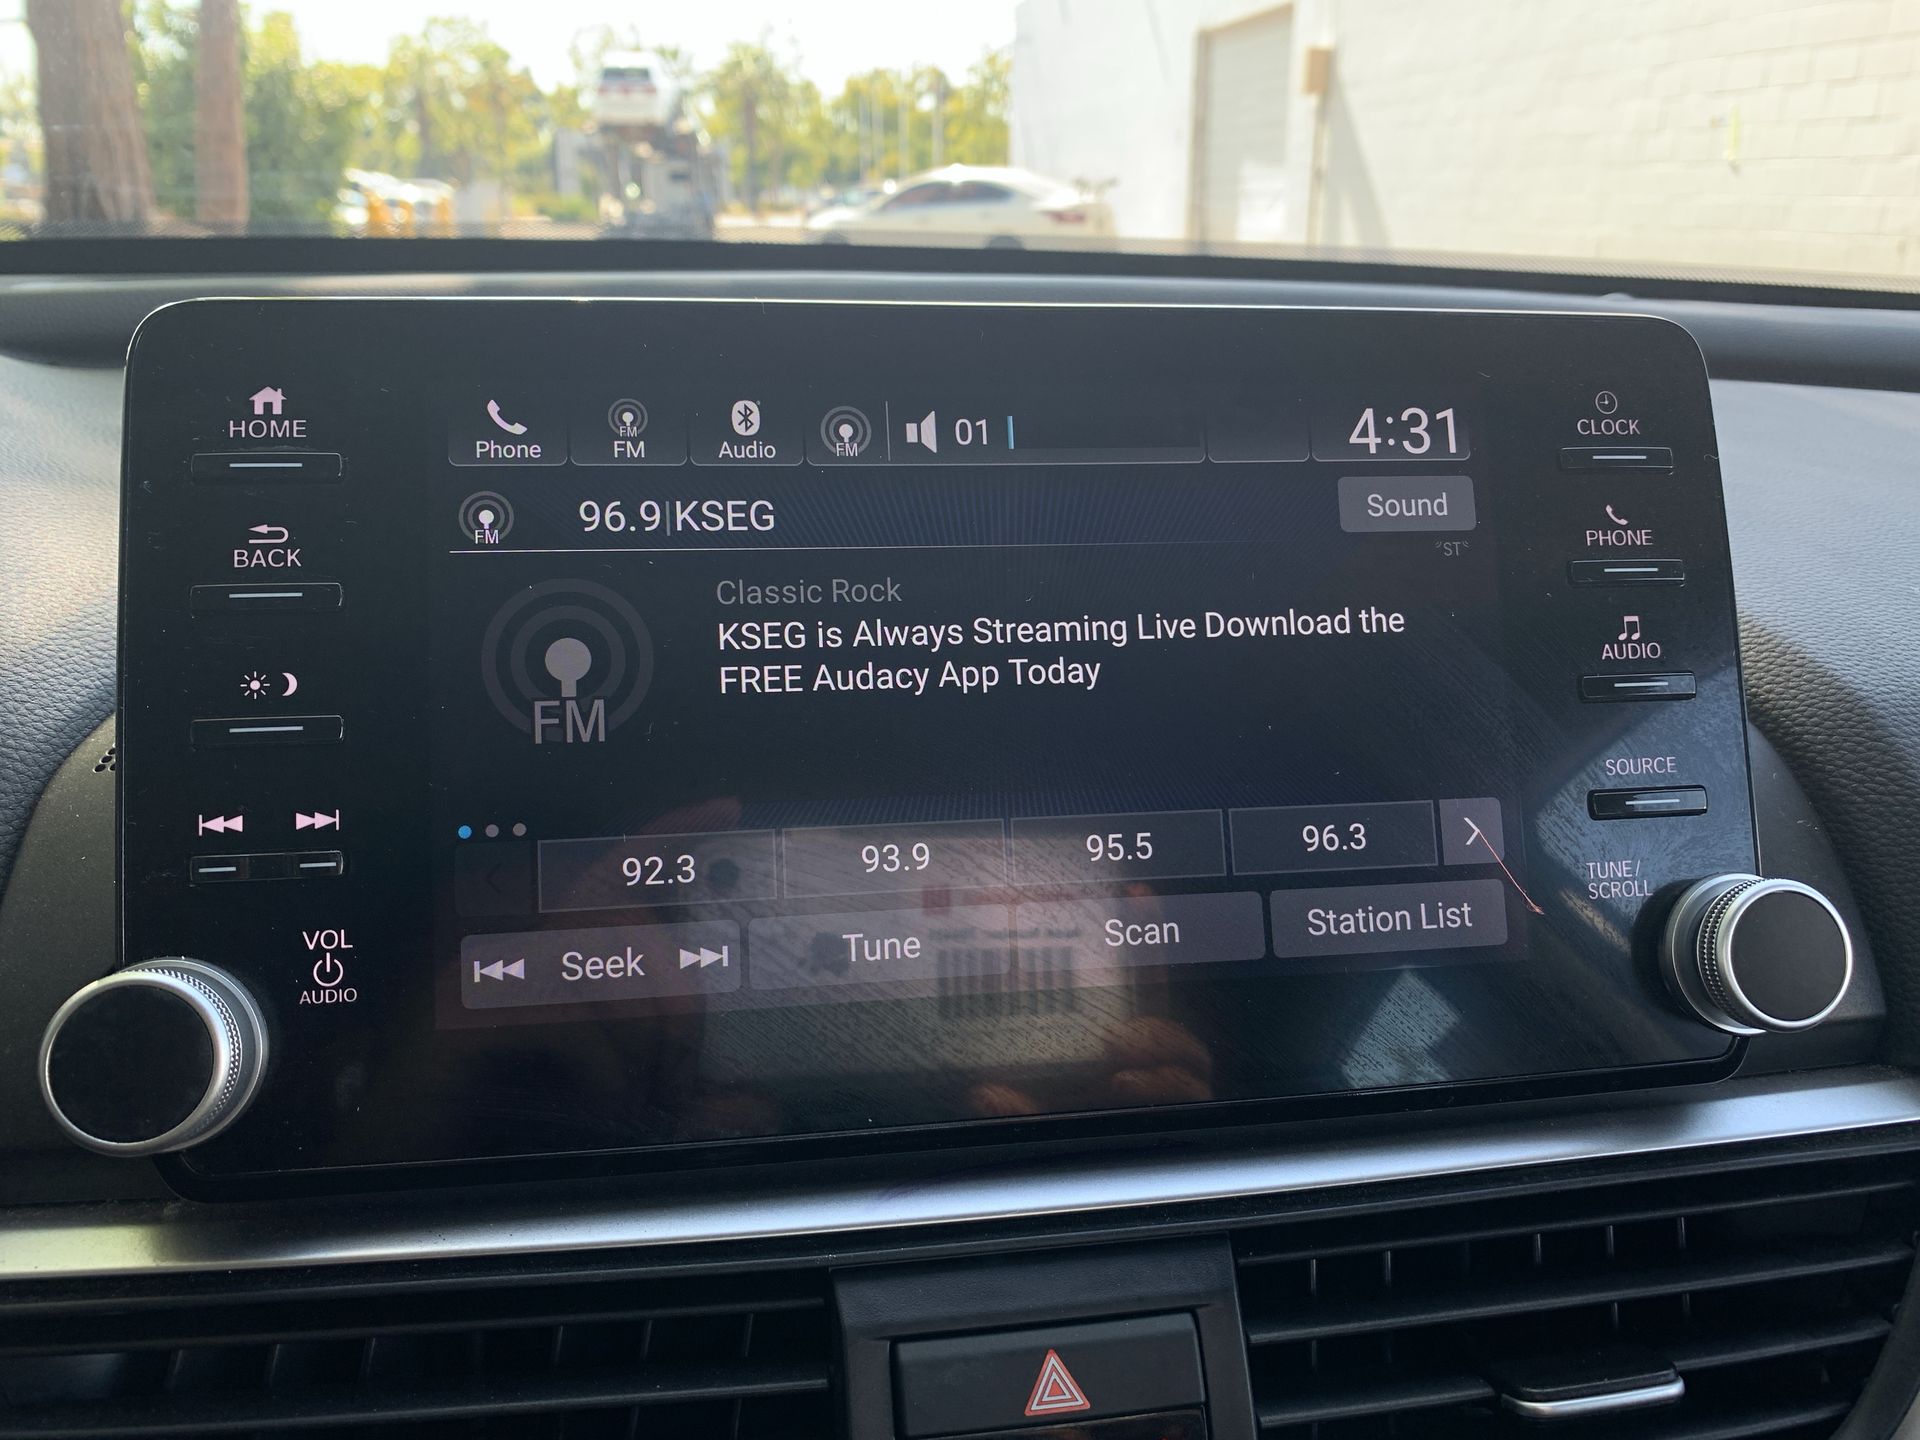 HOME
BACK
VOL
AUDIO
Phone
FM
FM
Audio
FM
01
4:31
FM
96.9|KSEG
Sound
"ST"
Classic Rock
KSEG is Always Streaming Live Download the
FREE Audacy App Today
FM
92.3
93.9
95.5
96.3
Seek
Tune
Scan
Station List
CLOCK
PHONE
AUDIO
SOURCE
TUNE/
SCROLL